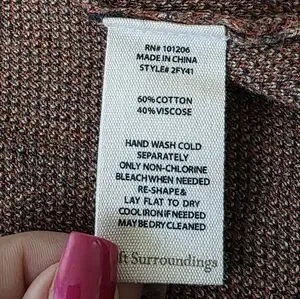 RN# 101206
MADE IN CHINA
STYLE# 2FY41
60% COTTON
40% VISCOSE
HAND WASH COLD
SEPARATELY
ONLY NON-CHLORINE
BLEACH WHEN NEEDED
RE-SHAPE &
LAY FLAT TO DRY
COOL IRON IF NEEDED
MAY BE DRY CLEANED
ft Surroundings